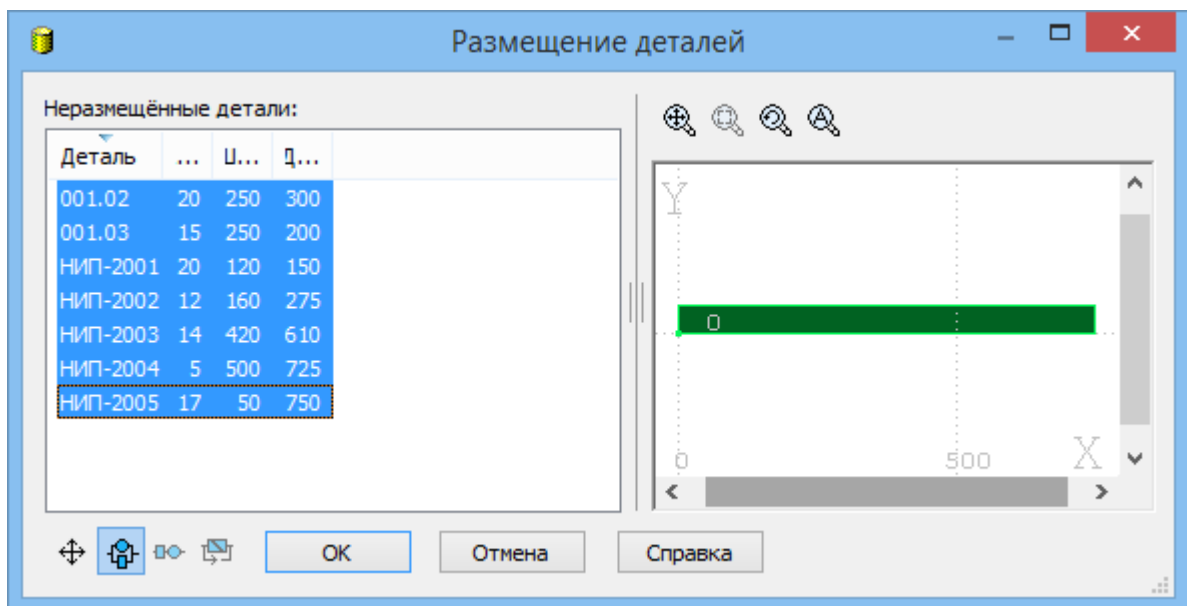 Размещение деталей
Неразмещённые детали:
Деталь ... Ш... Д...
001.02 20 250 300
001.03 15 250 200
НИП-2001 20 120 150
НИП-2002 12 160 275
НИП-2003 14 420 610
НИП-2004 5 500 725
НИП-2005 17 50 750
Y
0
0 500 X
ОК Отмена Справка